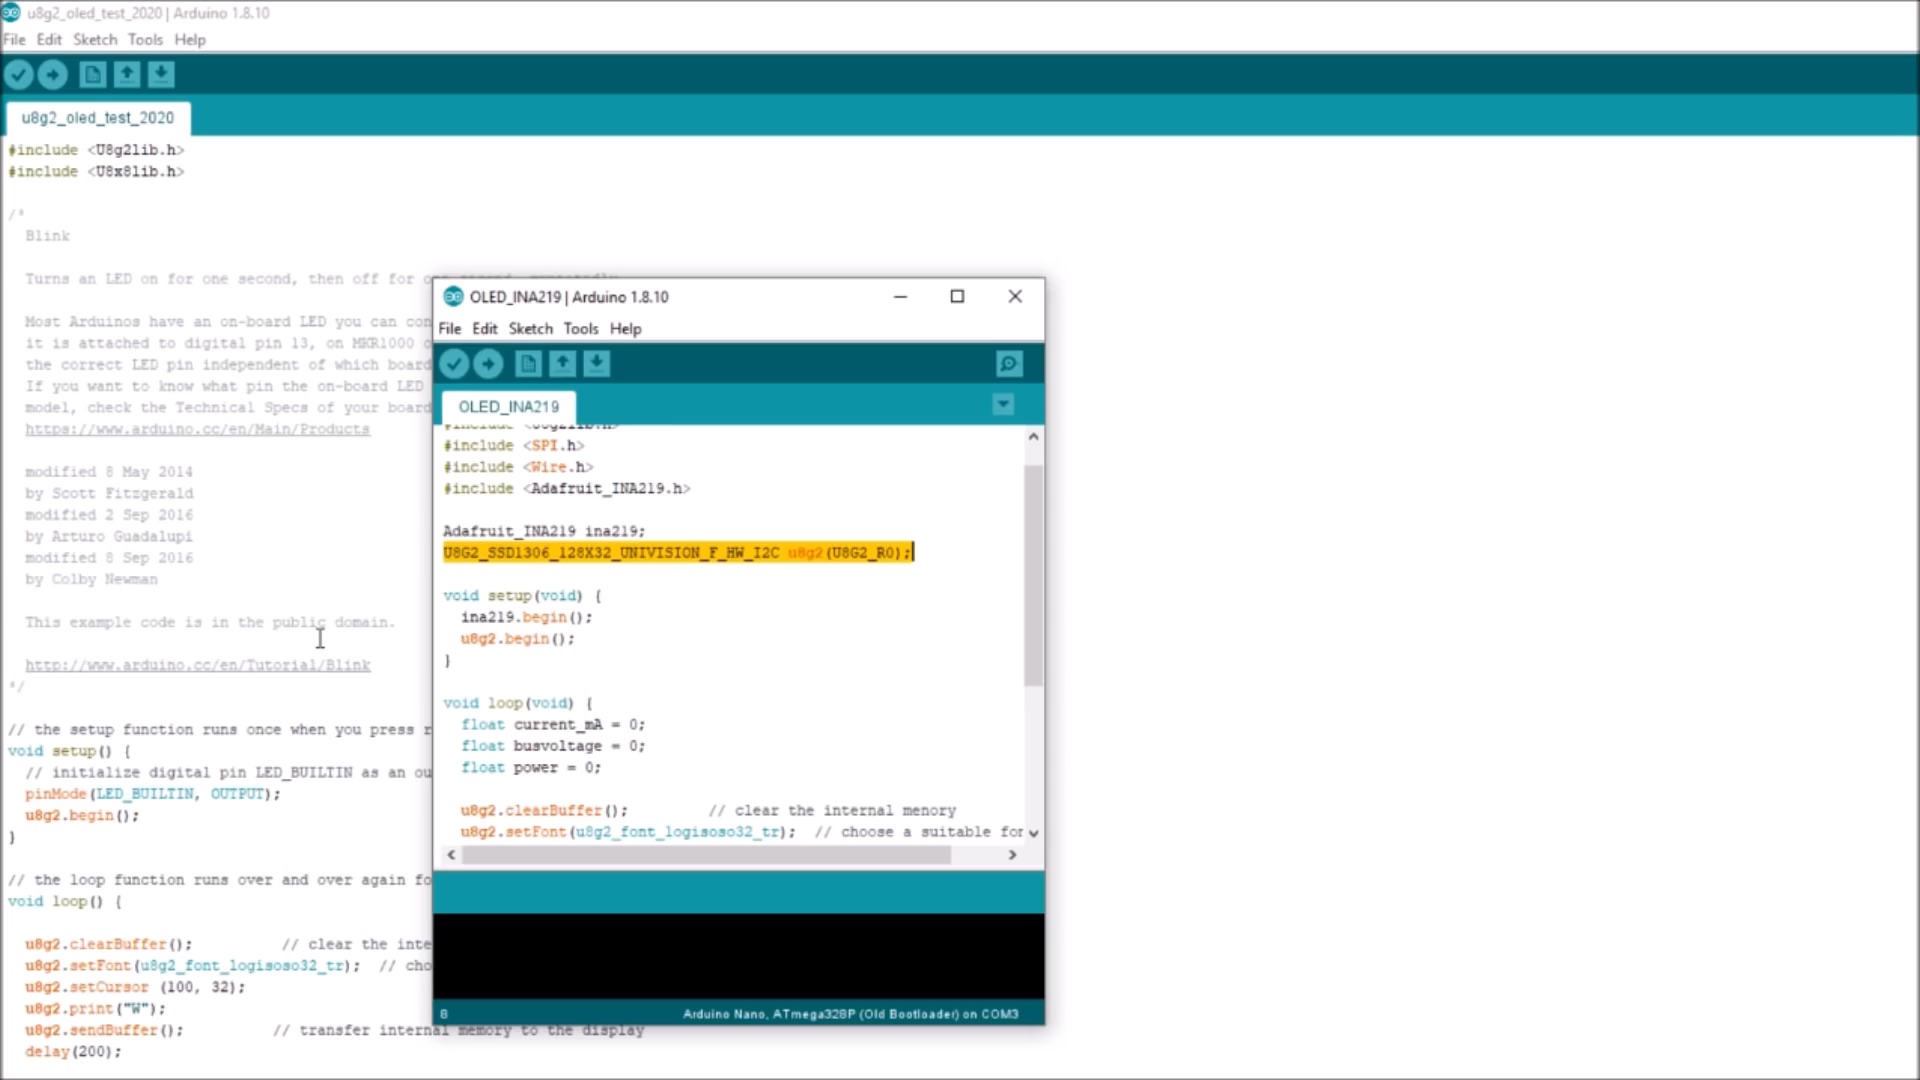 u8g2_oled_test_2020 | Arduino 1.8.10
File Edit Sketch Tools Help
u8g2_oled_test_2020
#include <U8g2lib.h>
#include <U8x8lib.h>
/*
Blink
Turns an LED on for one second, then off for
Most Arduinos have an on-board LED you can
it is attached to digital pin 13, on MKR1000
the correct LED pin independent of which board
If you want to know what pin the on-board LED
model, check the Technical Specs of your board
https://www.arduino.cc/en/Main/Products
modified 8 May 2014
by Scott Fitzgerald
modified 2 Sep 2016
by Arturo Guadalupi
modified 8 Sep 2016
by Colby Newman
This example code is in the public domain.
http://www.arduino.cc/en/Tutorial/Blink
*/
// the setup function runs once when you press
void setup() {
// initialize digital pin LED_BUILTIN as an
pinMode(LED_BUILTIN, OUTPUT);
u8g2.begin();
}
// the loop function runs over and over again
void loop() {
u8g2.clearBuffer(); // clear the
u8g2.setFont(u8g2_font_logisoso32_tr); //
u8g2.setCursor (100, 32);
u8g2.print("W");
u8g2.sendBuffer(); // transfer internal memory to the display
delay(200);
OLED_INA219 | Arduino 1.8.10
File Edit Sketch Tools Help
OLED_INA219
#include <U8g2lib.h>
#include <SPI.h>
#include <Wire.h>
#include <Adafruit_INA219.h>
Adafruit_INA219 ina219;
U8G2_SSD1306_128X32_UNIVISION_F_HW_I2C u8g2(U8G2_R0);
void setup(void) {
ina219.begin();
u8g2.begin();
}
void loop(void) {
float current_mA = 0;
float busvoltage = 0;
float power = 0;
u8g2.clearBuffer(); // clear the internal menory
u8g2.setFont(u8g2_font_logisoso32_tr); // choose a suitable for
8
Arduino Nano, ATmega328P (Old Bootloader) on COM3